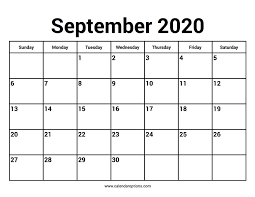 September 2020
Sunday Monday Tuesday Wednesday Thursday Friday Saturday
1 2 3 4 5
6 7 8 9 10 11 12
13 14 15 16 17 18 19
20 21 22 23 24 25 26
27 28 29 30
www.calendaroptions.com